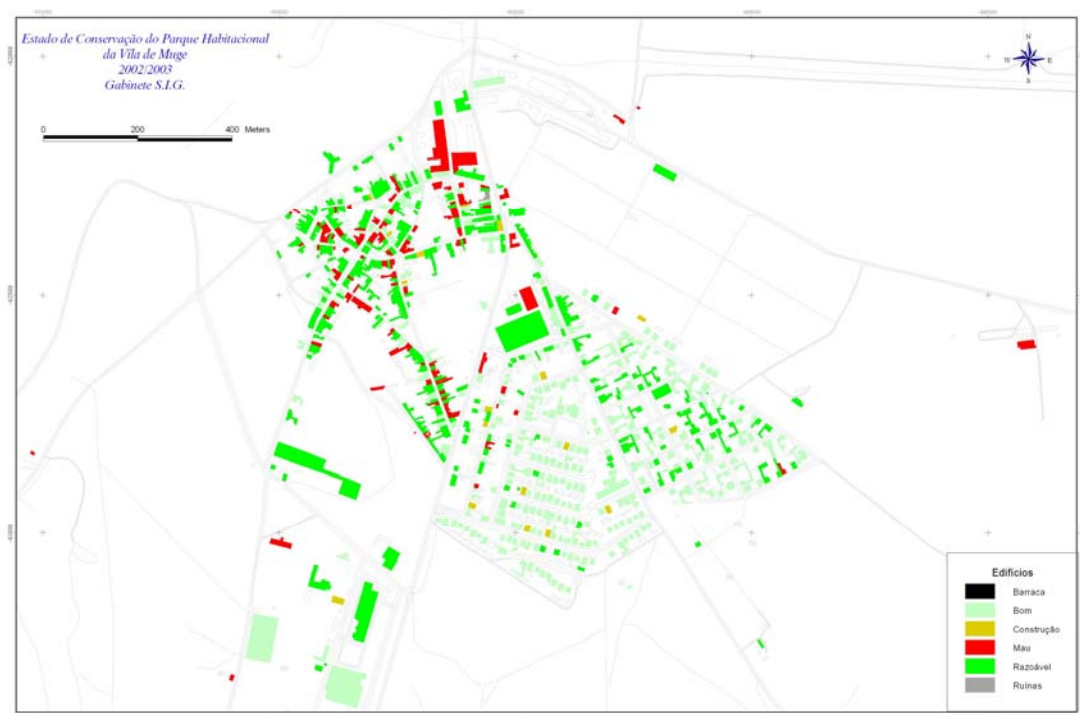 Estado de Conservação do Parque Habitacional
da Vila de Muge
2002/2003
Gabinete S.I.G.
0 200 400 Meters
N
W E
S
Edifícios
Barraca
Bom
Construção
Mau
Razoável
Ruínas